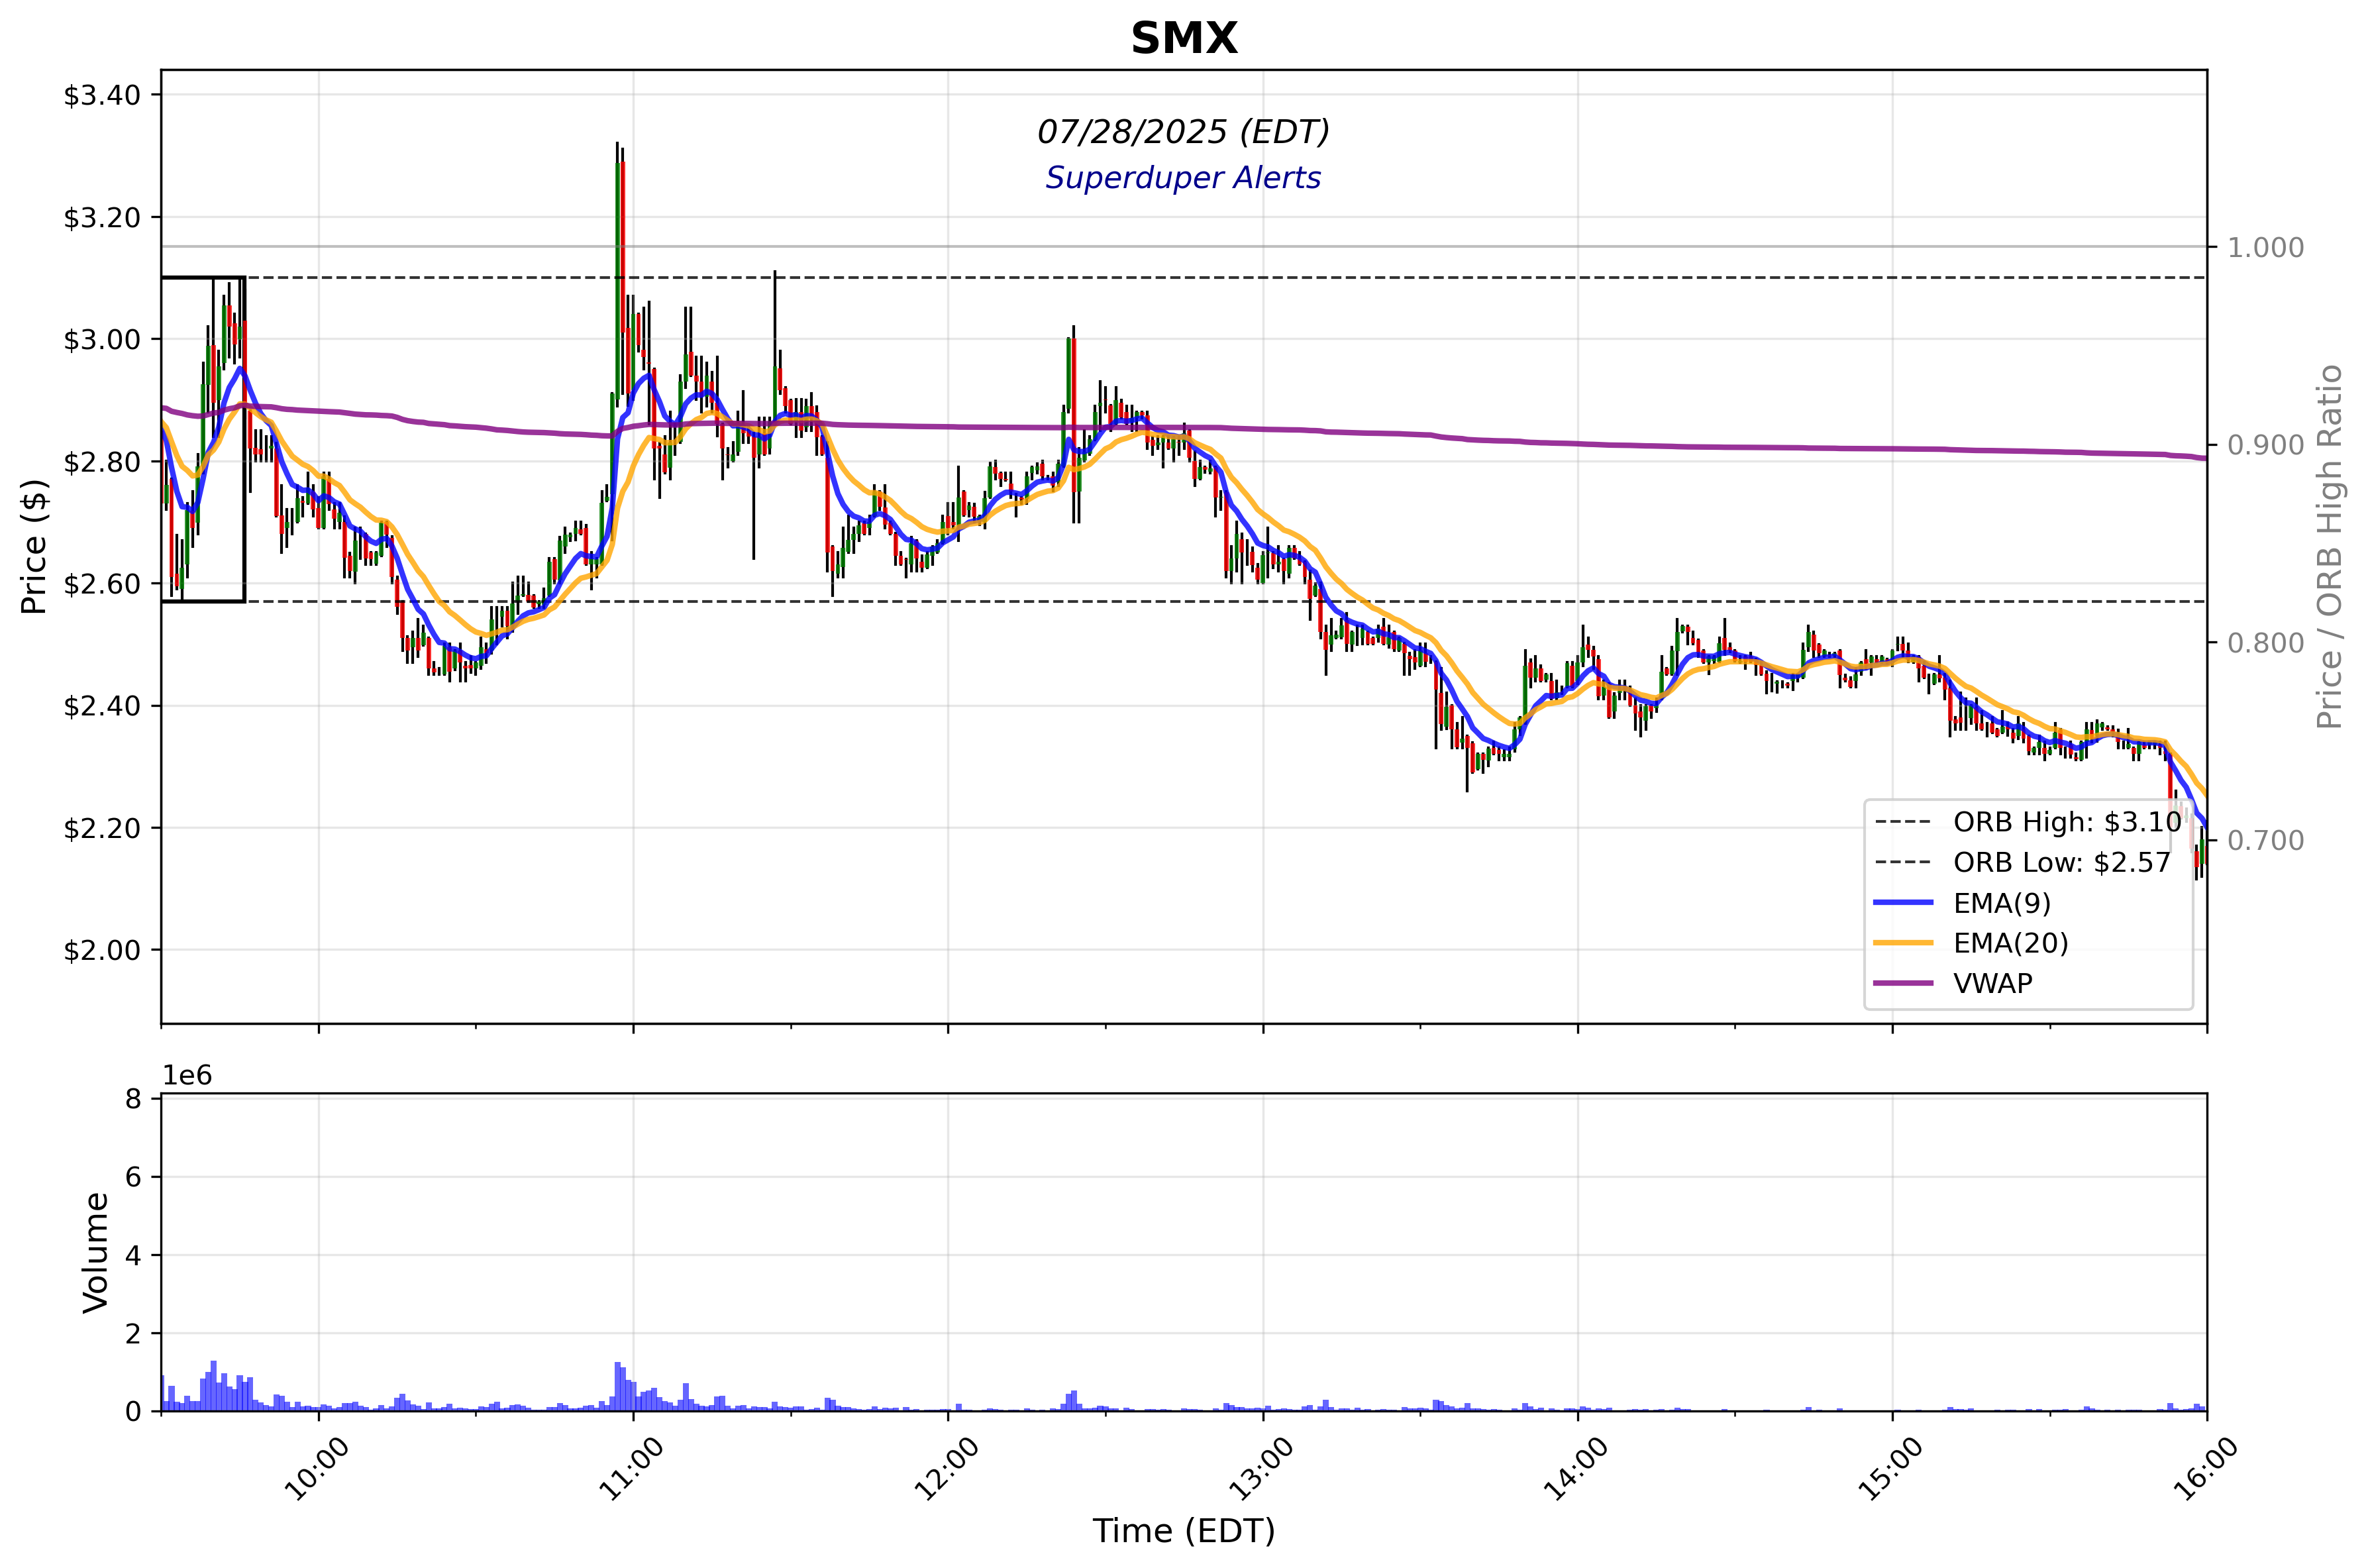 SMX
07/28/2025 (EDT)
Superduper Alerts
Price ($)
$3.40
$3.20
$3.00
$2.80
$2.60
$2.40
$2.20
$2.00
1.000
0.900
0.800
0.700
Price / ORB High Ratio
ORB High: $3.10
ORB Low: $2.57
EMA(9)
EMA(20)
VWAP
1e6
Volume
8
6
4
2
0
10:00
11:00
12:00
13:00
14:00
15:00
16:00
Time (EDT)